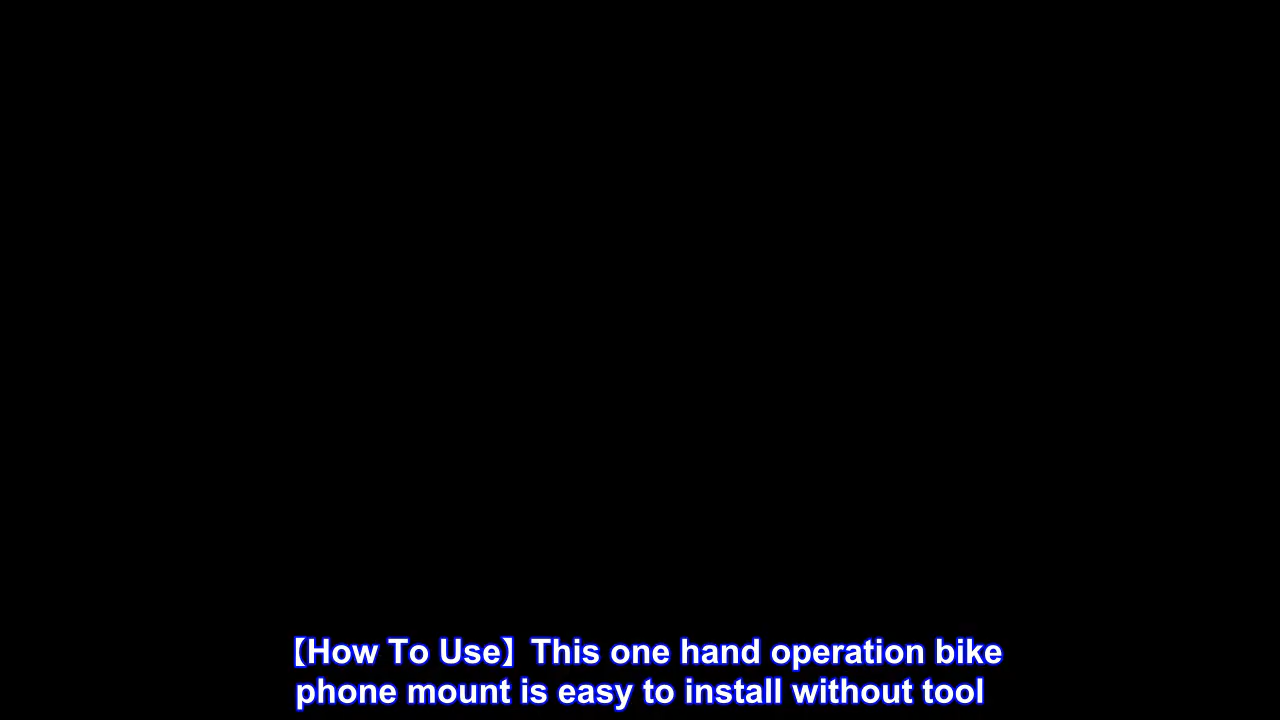 【How To Use】This one hand operation bike
phone mount is easy to install without tool